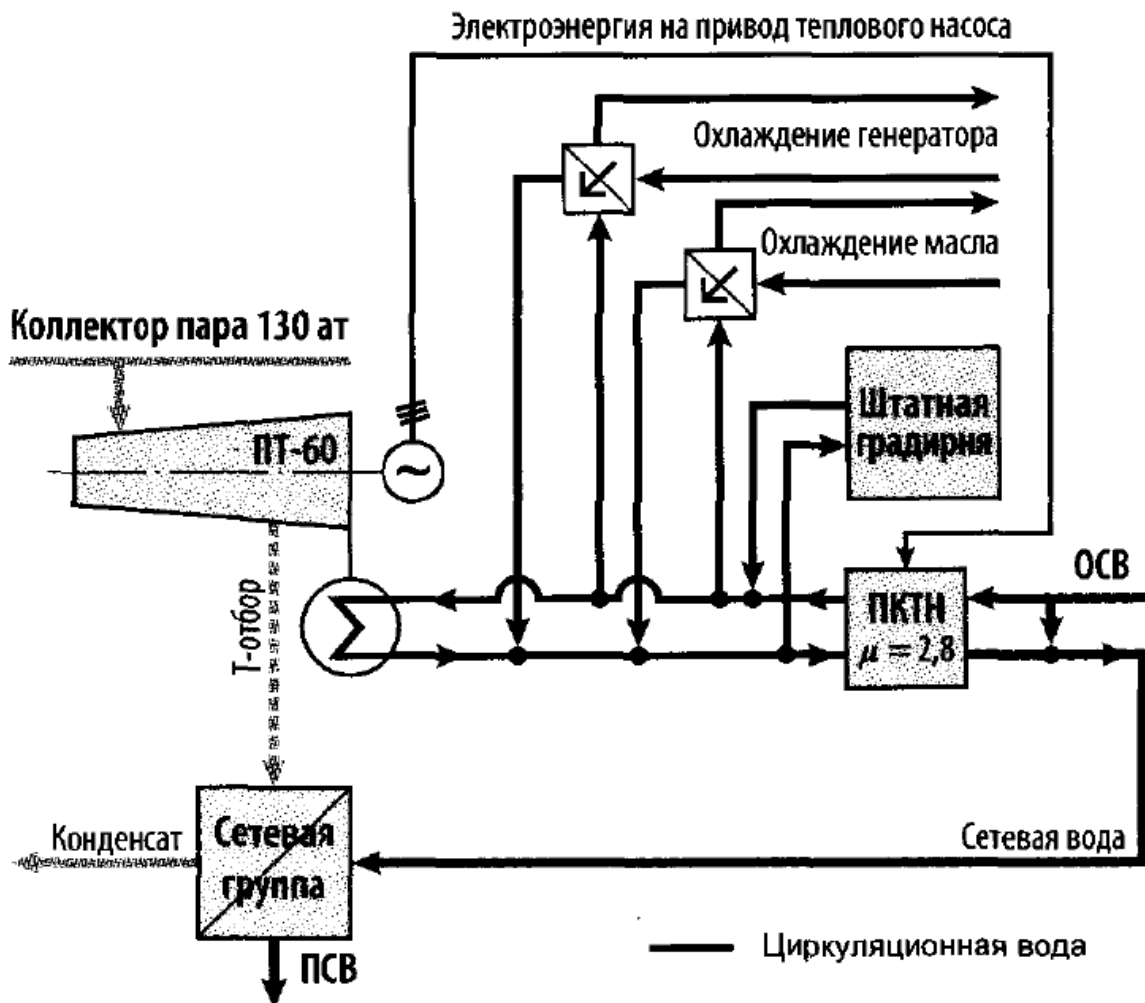 Электроэнергия на привод теплового насоса
Охлаждение генератора
Охлаждение масла
Коллектор пара 130 ат
Штатная
градирня
ПТ-60
~
ОСВ
ПКТН
μ = 2,8
Т-отбор
Конденсат
Сетевая
группа
Сетевая вода
ПСВ
Циркуляционная вода